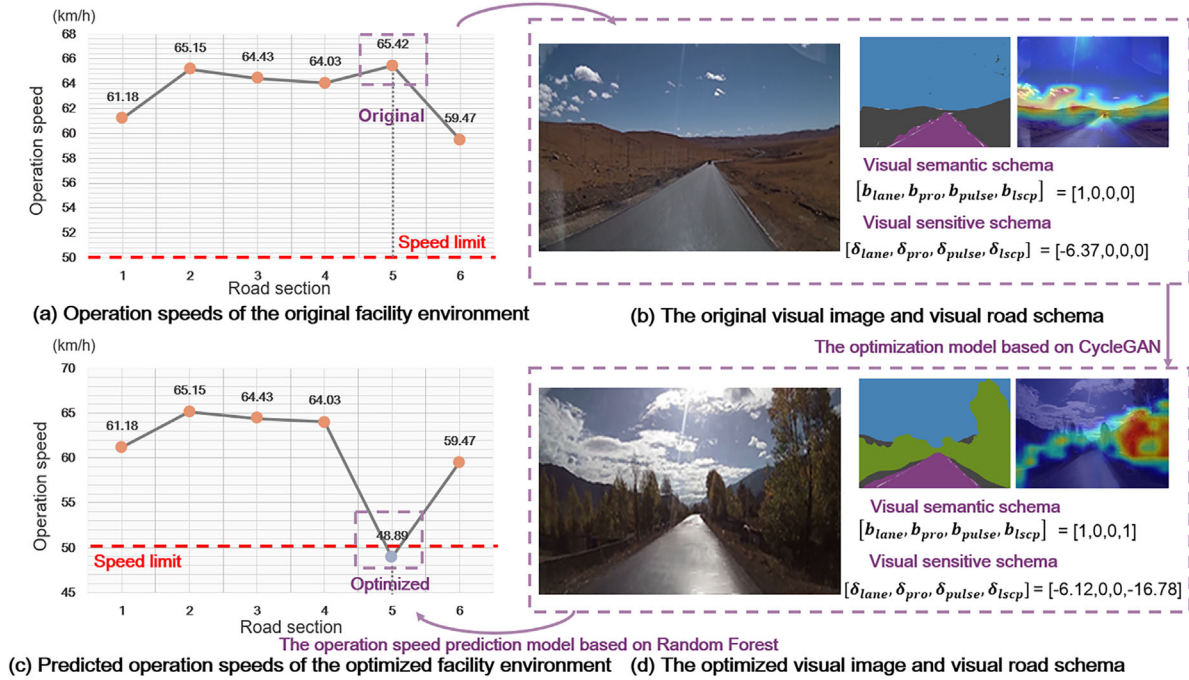 (km/h)
68
66
64
62
60
58
56
54
52
50
Operation speed
61.18
65.15
64.43
64.03
65.42
59.47
Original
Speed limit
1 2 3 4 5 6
Road section
(a) Operation speeds of the original facility environment
Visual semantic schema
[b_lane, b_pro, b_pulse, b_lscp] = [1,0,0,0]
Visual sensitive schema
[δ_lane, δ_pro, δ_pulse, δ_lscp] = [-6.37,0,0,0]
(b) The original visual image and visual road schema
The optimization model based on CycleGAN
(km/h)
70
65
60
55
50
45
Operation speed
61.18
65.15
64.43
64.03
48.89
59.47
Speed limit
Optimized
1 2 3 4 5 6
Road section
The operation speed prediction model based on Random Forest
(c) Predicted operation speeds of the optimized facility environment
Visual semantic schema
[b_lane, b_pro, b_pulse, b_lscp] = [1,0,0,1]
Visual sensitive schema
[δ_lane, δ_pro, δ_pulse, δ_lscp] = [-6.12,0,0,-16.78]
(d) The optimized visual image and visual road schema